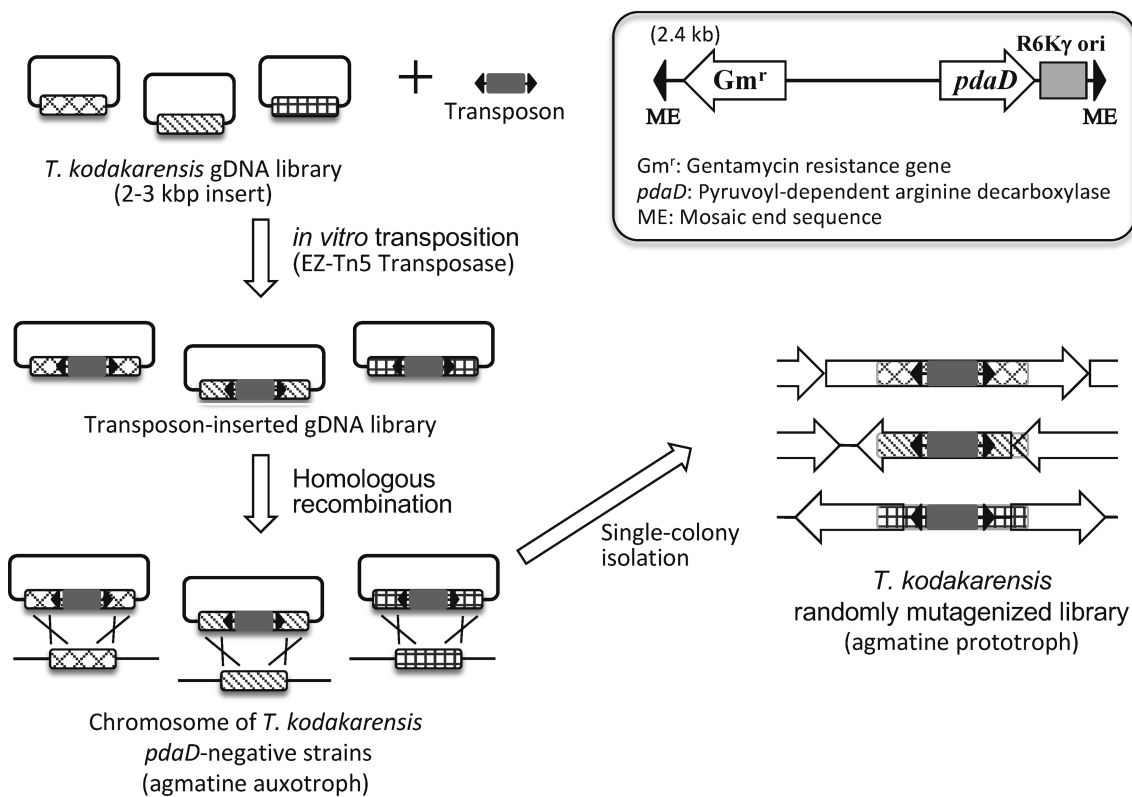 Transposon
T. kodakarensis gDNA library
(2-3 kbp insert)
in vitro transposition
(EZ-Tn5 Transposase)
Transposon-inserted gDNA library
Homologous
recombination
Chromosome of T. kodakarensis
pdaD-negative strains
(agmatine auxotroph)
Single-colony
isolation
T. kodakarensis
randomly mutagenized library
(agmatine prototroph)
(2.4 kb)
R6Kγ ori
Gmʳ
pdaD
ME
ME
Gmʳ: Gentamycin resistance gene
pdaD: Pyruvoyl-dependent arginine decarboxylase
ME: Mosaic end sequence